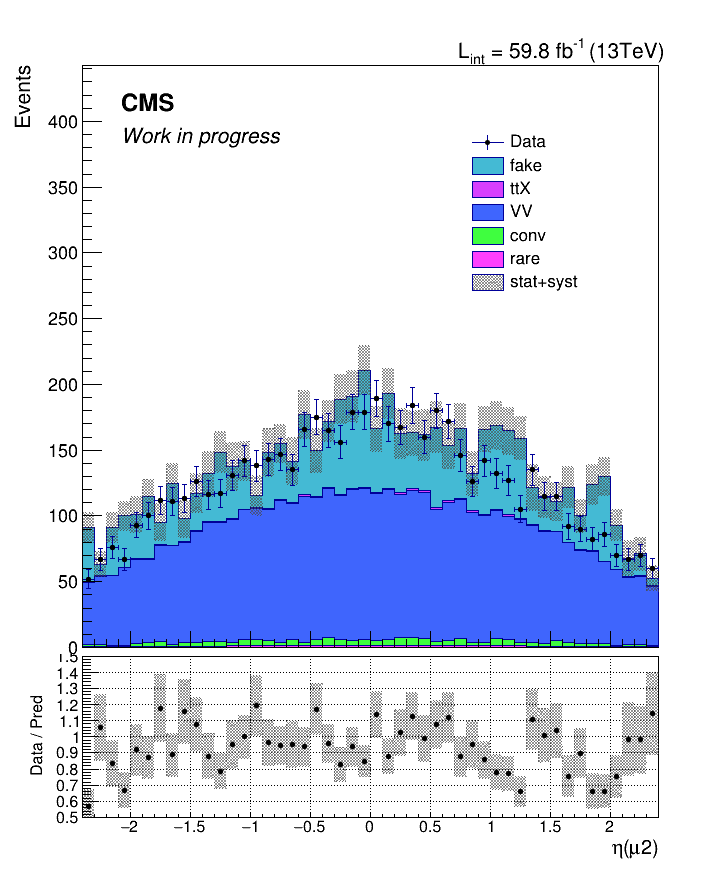 L_int = 59.8 fb^-1 (13TeV)
Events
CMS
Work in progress
Data
fake
ttX
VV
conv
rare
stat+syst
400
350
300
250
200
150
100
50
0
Data / Pred
1.5
1.4
1.3
1.2
1.1
1
0.9
0.8
0.7
0.6
0.5
−2 −1.5 −1 −0.5 0 0.5 1 1.5 2
η(μ2)